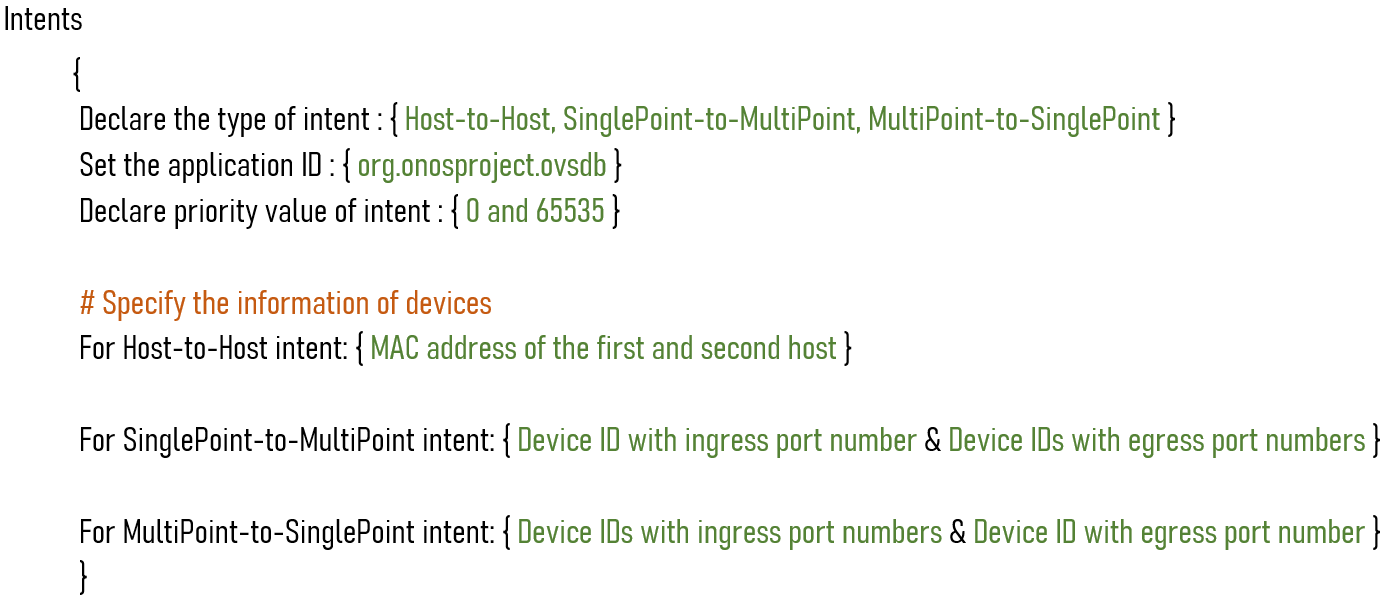 Intents
{
Declare the type of intent : { Host-to-Host, SinglePoint-to-MultiPoint, MultiPoint-to-SinglePoint }
Set the application ID : { org.onosproject.ovsdb }
Declare priority value of intent : { 0 and 65535 }
# Specify the information of devices
For Host-to-Host intent: { MAC address of the first and second host }
For SinglePoint-to-MultiPoint intent: { Device ID with ingress port number & Device IDs with egress port numbers }
For MultiPoint-to-SinglePoint intent: { Device IDs with ingress port numbers & Device ID with egress port number }
}